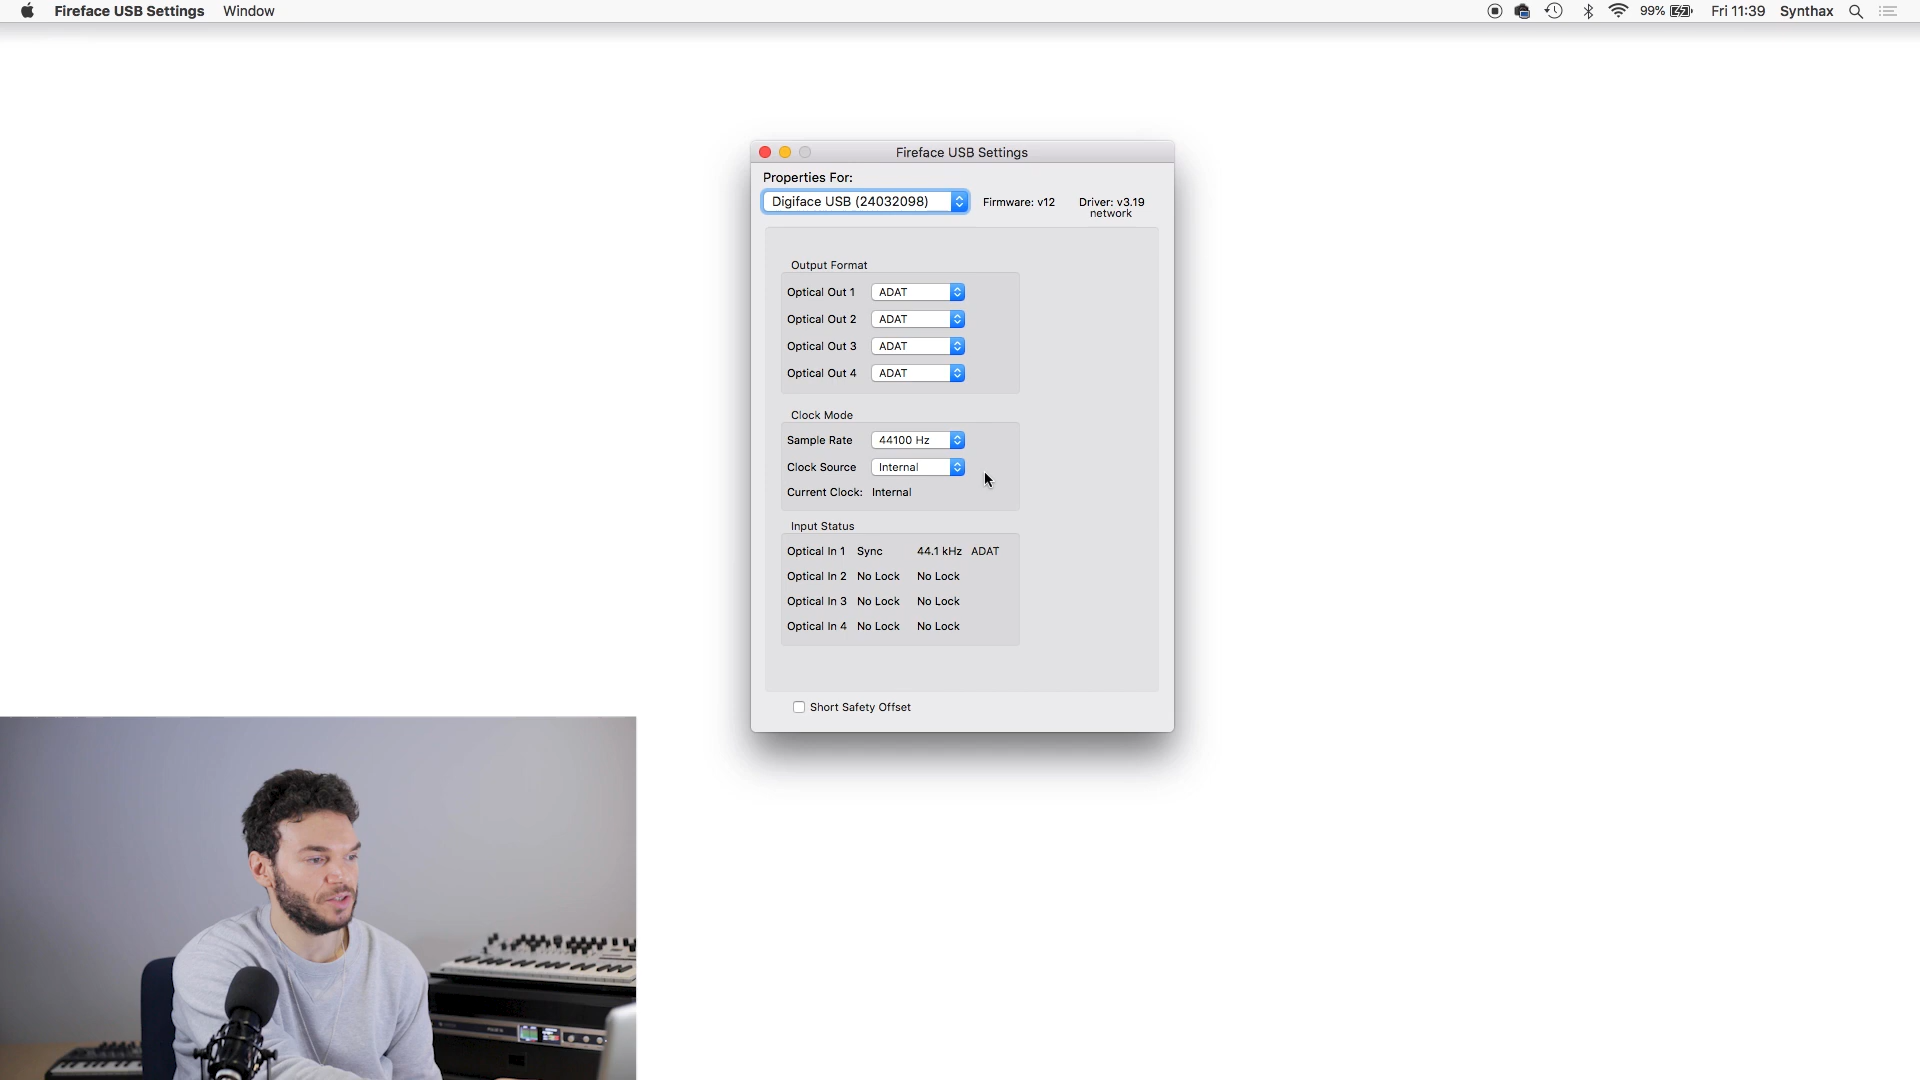 Fireface USB Settings Window 99% Fri 11:39 Synthax
Fireface USB Settings
Properties For:
Digiface USB (24032098) Firmware: v12 Driver: v3.19
network
Output Format
Optical Out 1 ADAT
Optical Out 2 ADAT
Optical Out 3 ADAT
Optical Out 4 ADAT
Clock Mode
Sample Rate 44100 Hz
Clock Source Internal
Current Clock: Internal
Input Status
Optical In 1 Sync 44.1 kHz ADAT
Optical In 2 No Lock No Lock
Optical In 3 No Lock No Lock
Optical In 4 No Lock No Lock
Short Safety Offset